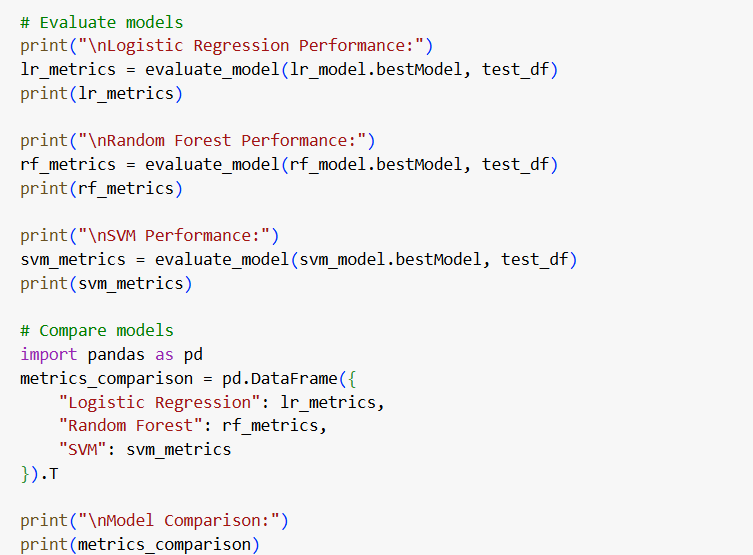 # Evaluate models
print("\nLogistic Regression Performance:")
lr_metrics = evaluate_model(lr_model.bestModel, test_df)
print(lr_metrics)

print("\nRandom Forest Performance:")
rf_metrics = evaluate_model(rf_model.bestModel, test_df)
print(rf_metrics)

print("\nSVM Performance:")
svm_metrics = evaluate_model(svm_model.bestModel, test_df)
print(svm_metrics)

# Compare models
import pandas as pd
metrics_comparison = pd.DataFrame({
    "Logistic Regression": lr_metrics,
    "Random Forest": rf_metrics,
    "SVM": svm_metrics
}).T

print("\nModel Comparison:")
print(metrics_comparison)